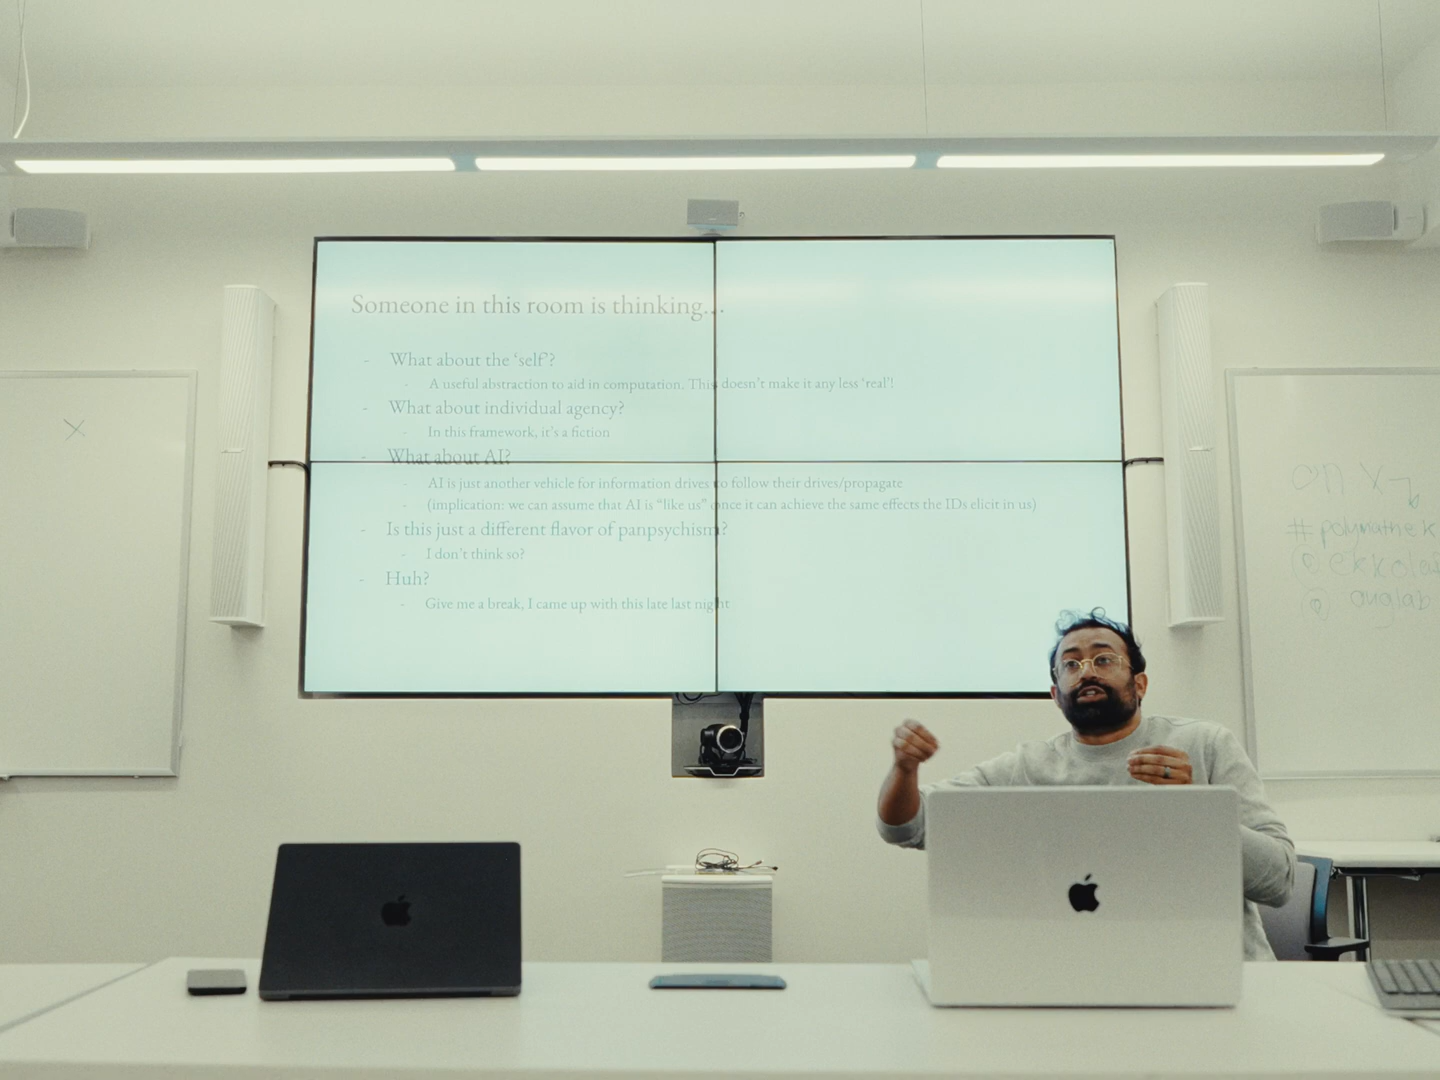 Someone in this room is thinking...
- What about the ‘self’?
- A useful abstraction to aid in computation. This doesn’t make it any less ‘real’!
- What about individual agency?
- In this framework, it’s a fiction
- What about AI?
- AI is just another vehicle for information drives to follow their drives/propagate
- (implication: we can assume that AI is “like us” once it can achieve the same effects the IDs elicit in us)
- Is this just a different flavor of panpsychism?
- I don’t think so?
- Huh?
- Give me a break, I came up with this late last night
X
on X
# polymathek